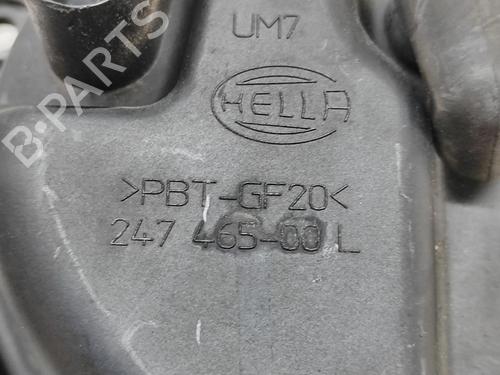 UM7
HELLA
>PBT-GF20<
247 465-00 L
B-PARTS